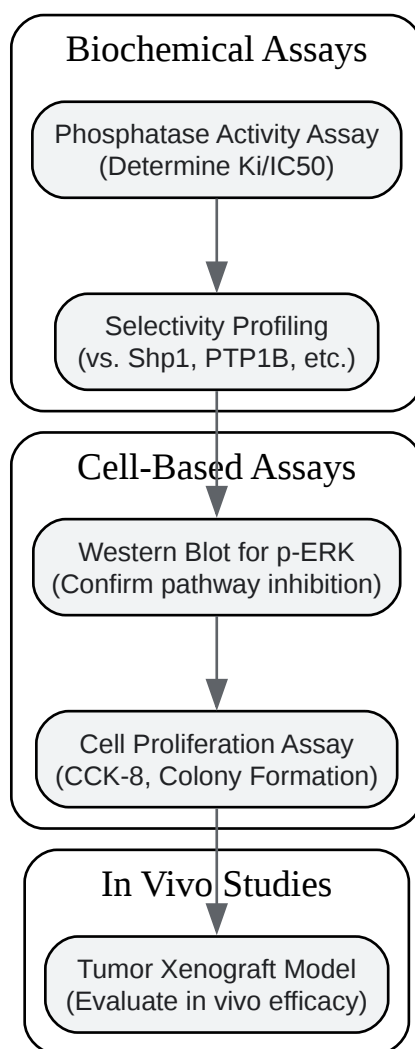 Biochemical Assays
Phosphatase Activity Assay
(Determine Ki/IC50)
Selectivity Profiling
(vs. Shp1, PTP1B, etc.)
Cell-Based Assays
Western Blot for p-ERK
(Confirm pathway inhibition)
Cell Proliferation Assay
(CCK-8, Colony Formation)
In Vivo Studies
Tumor Xenograft Model
(Evaluate in vivo efficacy)